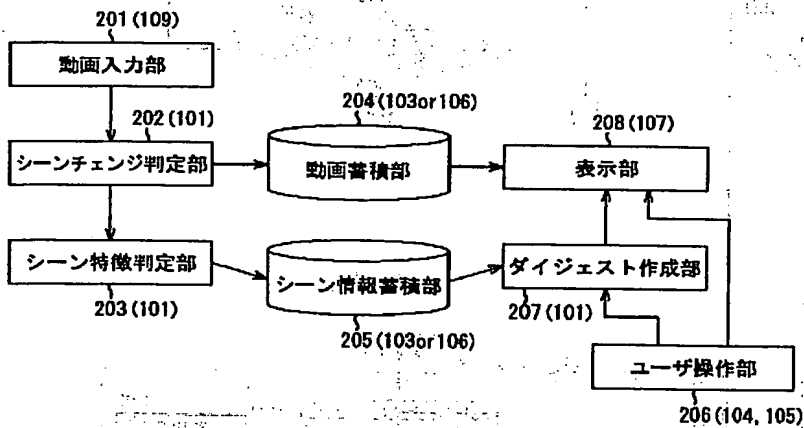 201(109)
動画入力部
202(101)
シーンチェンジ判定部
204(103or106)
動画蓄積部
208(107)
表示部
シーン特徴判定部
203(101)
シーン情報蓄積部
205(103or106)
ダイジェスト作成部
207(101)
ユーザ操作部
206(104,105)